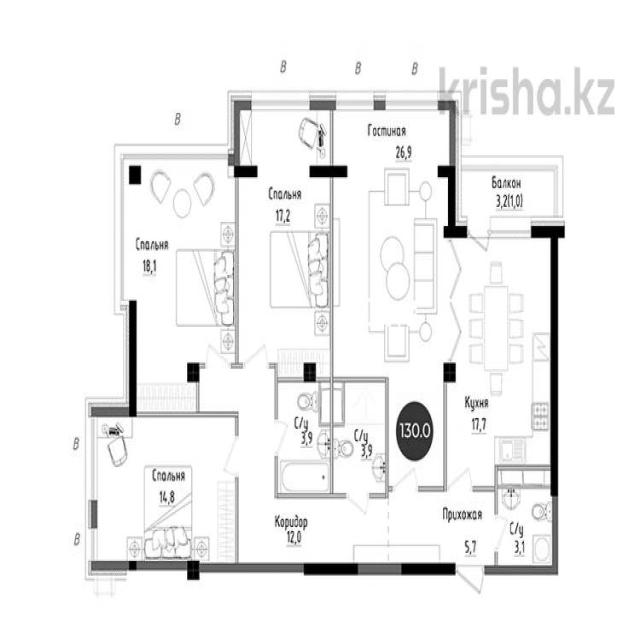 krisha.kz
В
В
В
В
Гостиная
26,9
Балкон
3,2(1,0)
Спальня
17,2
Спальня
18,1
Кухня
17,7
130.0
С/у
3,9
С/у
3,9
В
Спальня
14,8
Коридор
12,0
Прихожая
5,7
С/у
3,1
В